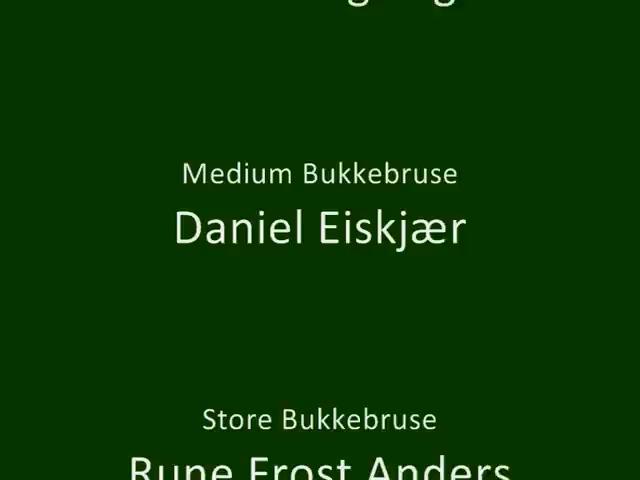 Medium Bukkebruse
Daniel Eiskjær
Store Bukkebruse
Rune Frost Anders